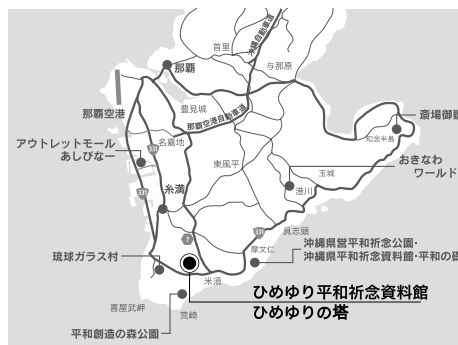 首里
沖縄自動車道
那覇
与那原
那覇空港
豊見城
那覇空港自動車道
斎場御嶽
知念半島
名嘉地
アウトレットモール
あしびなー
331
東風平
玉城
おきなわ
ワールド
331
糸満
港川
7
331
具志頭
摩文仁
沖縄県営平和祈念公園・
沖縄県平和祈念資料館・平和の礎
琉球ガラス村
米須
ひめゆり平和祈念資料館
ひめゆりの塔
喜屋武岬
荒崎
平和創造の森公園